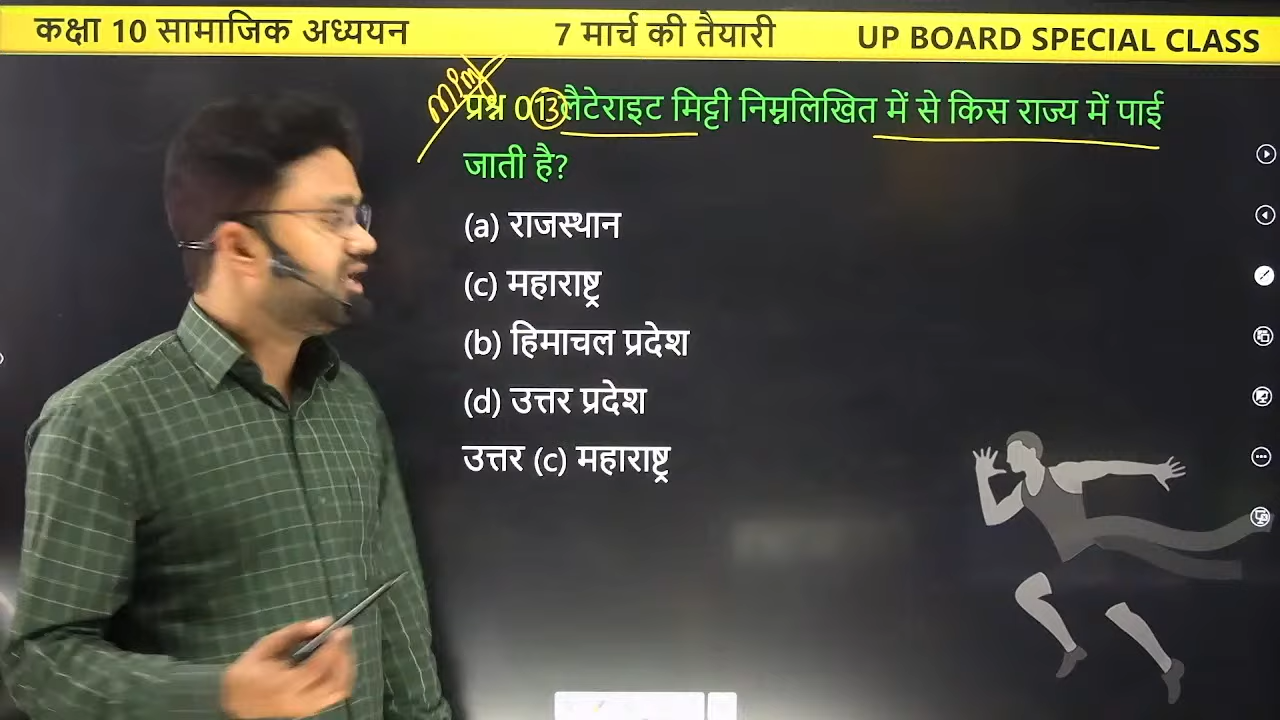 कक्षा 10 सामाजिक अध्ययन 7 मार्च की तैयारी UP BOARD SPECIAL CLASS
प्रश्न 013 लैटेराइट मिट्टी निम्नलिखित में से किस राज्य में पाई
जाती है?
(a) राजस्थान
(c) महाराष्ट्र
(b) हिमाचल प्रदेश
(d) उत्तर प्रदेश
उत्तर (c) महाराष्ट्र